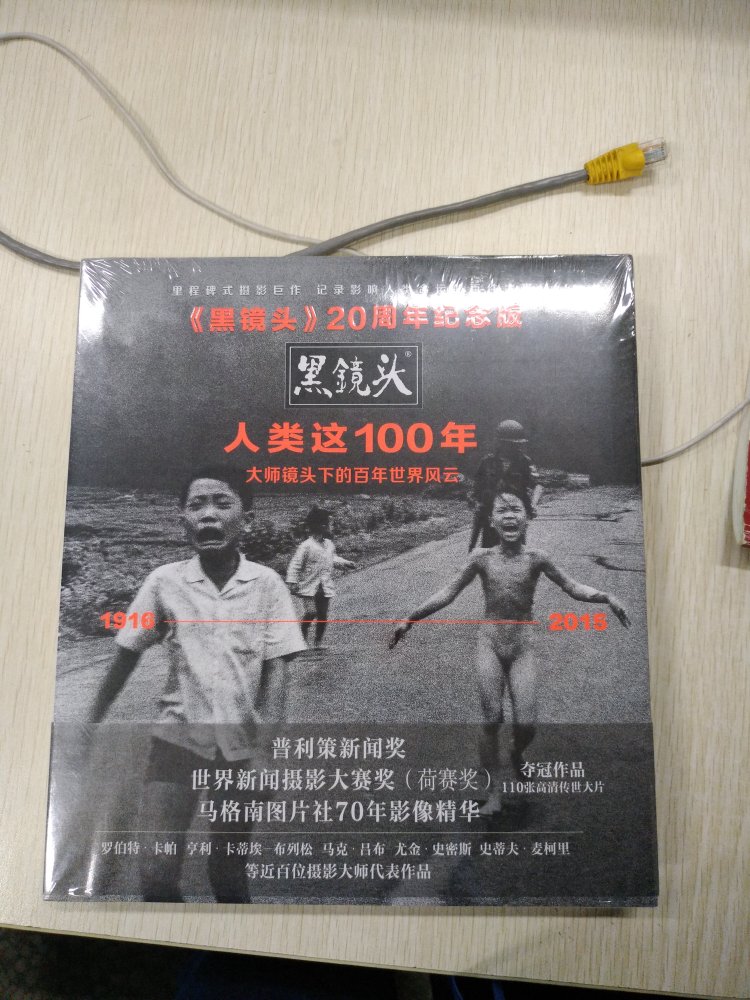 里程碑式摄影巨作 记录影响人类
《黑镜头》20周年纪念版
黑鏡头®
人类这100年
大师镜头下的百年世界风云
1916
2015
普利策新闻奖
世界新闻摄影大赛奖（荷赛奖）
马格南图片社70年影像精华
夺冠作品
110张高清传世大片
罗伯特·卡帕 亨利·卡蒂埃-布列松 马克·吕布 尤金·史密斯 史蒂夫·麦柯里
等近百位摄影大师代表作品